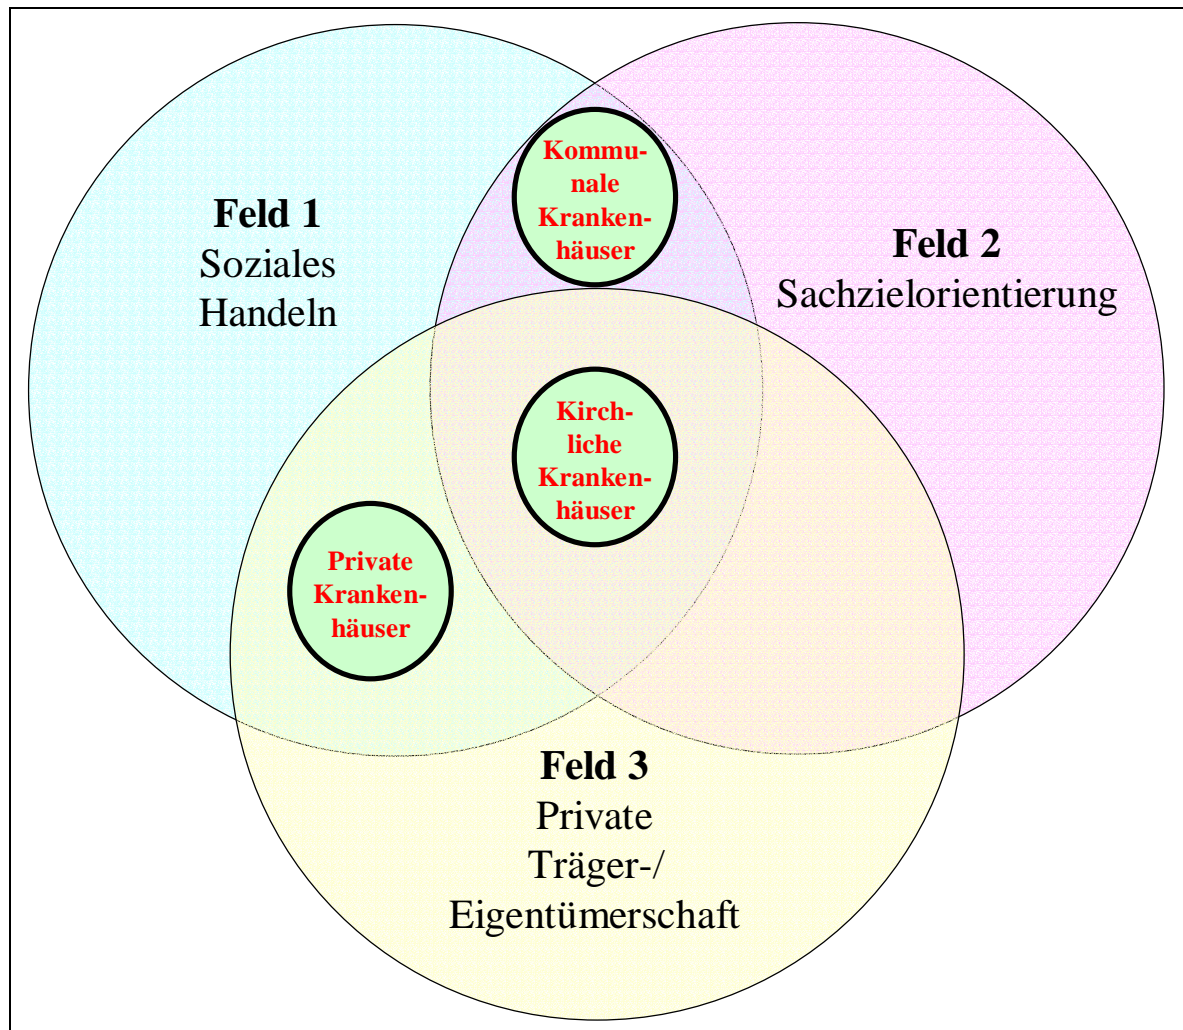 Feld 1
Soziales
Handeln
Kommu-
nale
Kranken-
häuser
Feld 2
Sachzielorientierung
Kirch-
liche
Kranken-
häuser
Private
Kranken-
häuser
Feld 3
Private
Träger-/
Eigentümerschaft